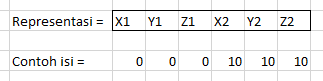 Representasi = X1 Y1 Z1 X2 Y2 Z2
Contoh isi = 0 0 0 10 10 10